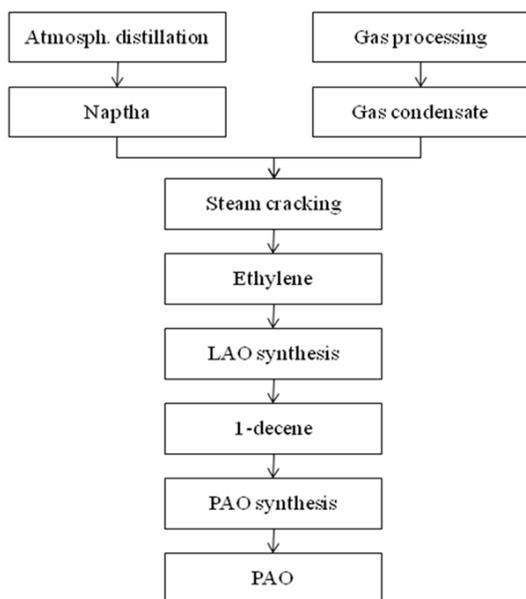 Atmosph. distillation
Gas processing
Naptha
Gas condensate
Steam cracking
Ethylene
LAO synthesis
1-decene
PAO synthesis
PAO